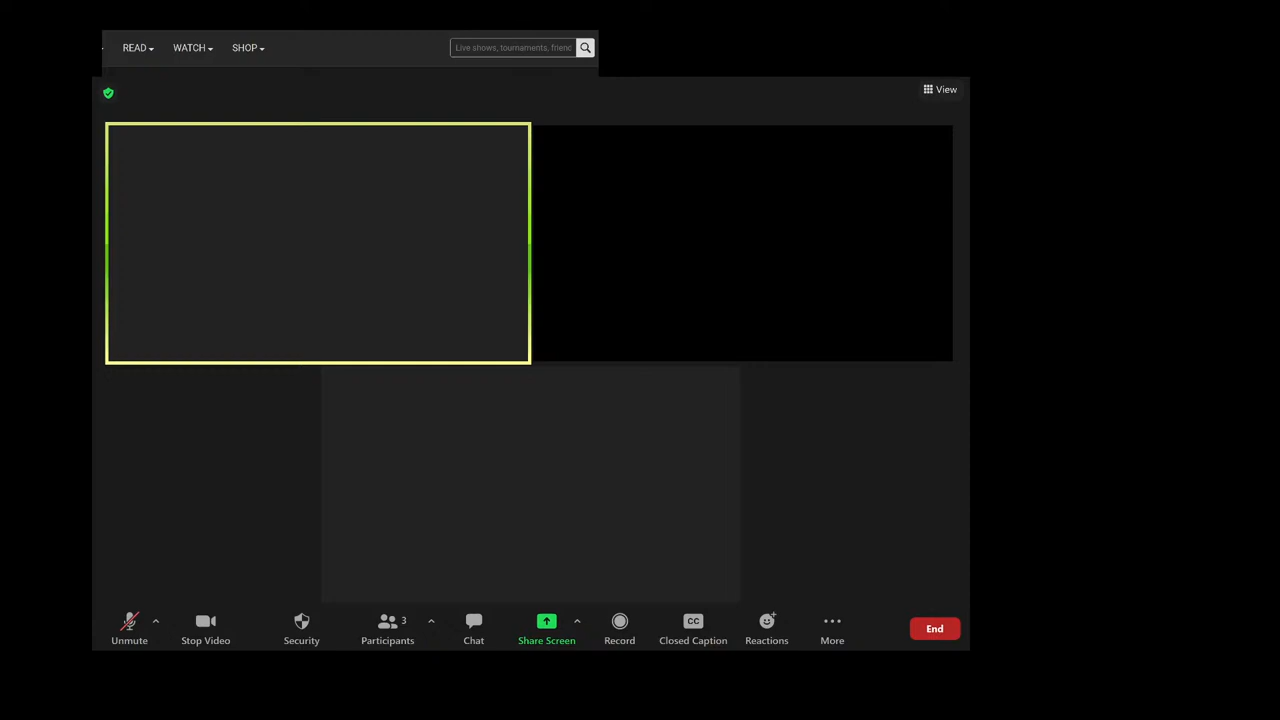 READ WATCH SHOP Live shows, tournaments, friend
View
3
Unmute Stop Video Security Participants Chat Share Screen CC Record Closed Caption Reactions More End